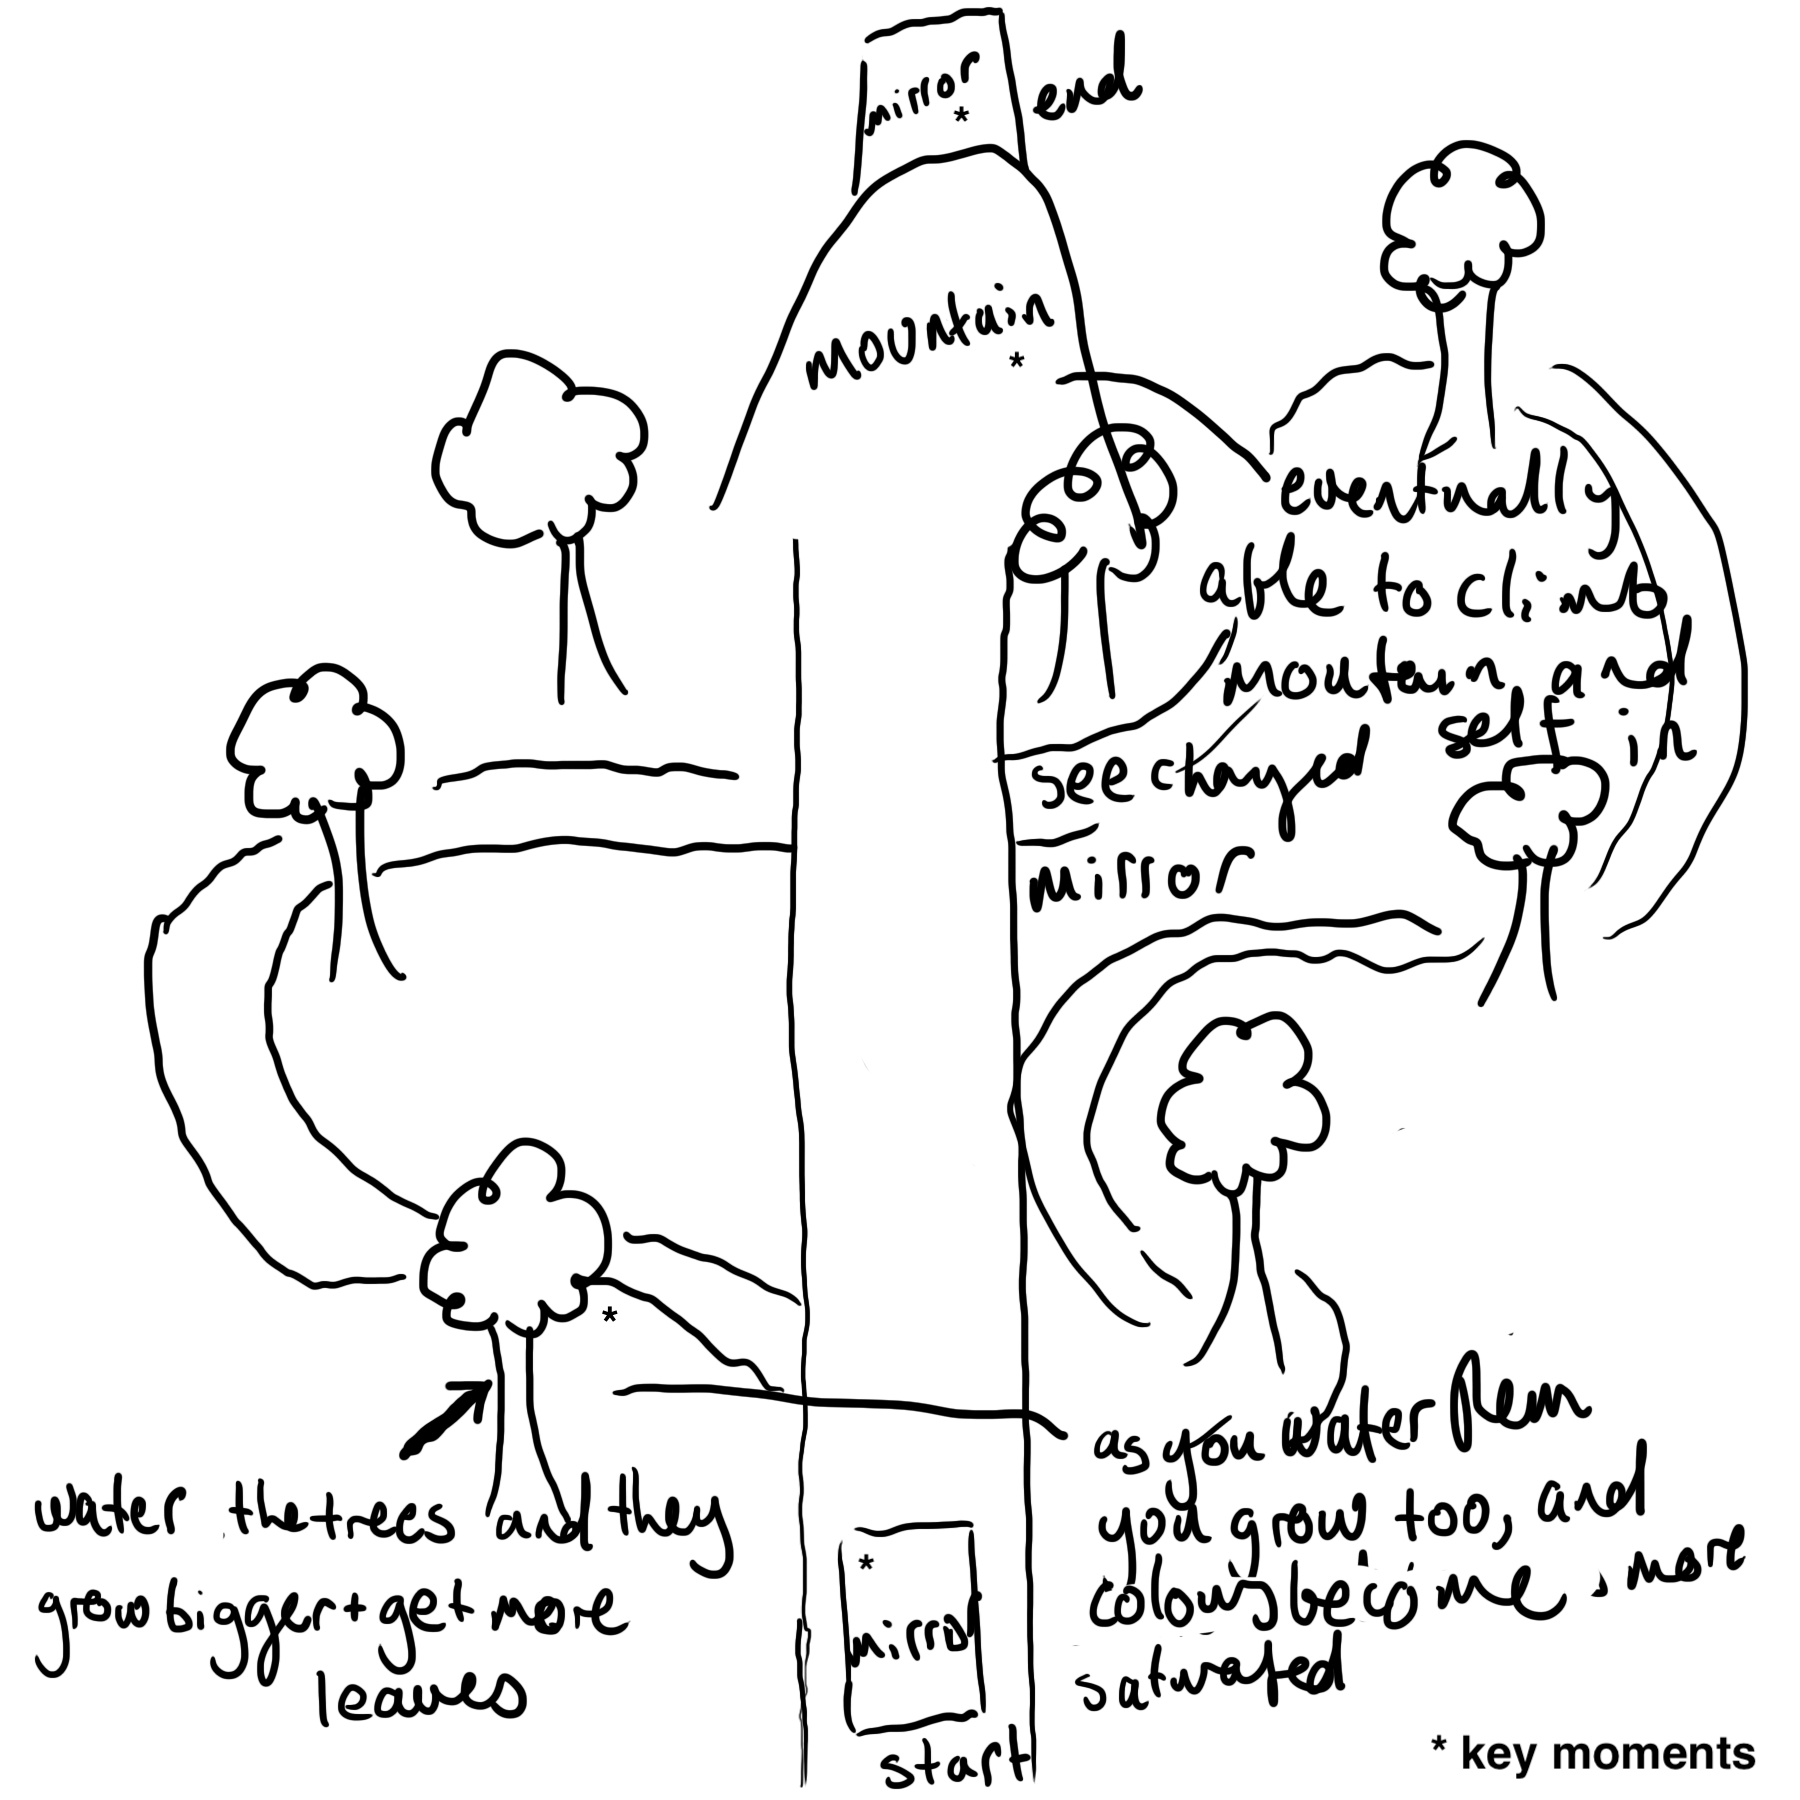 mirror *
end
mountain
*
eventually
able to climb
moutain and
self in
see changed
mirror
*
as you water them
you grow too, and
colours become more
saturated
water the trees and they
grow bigger + get more
leaves
*
mirror
start
* key moments